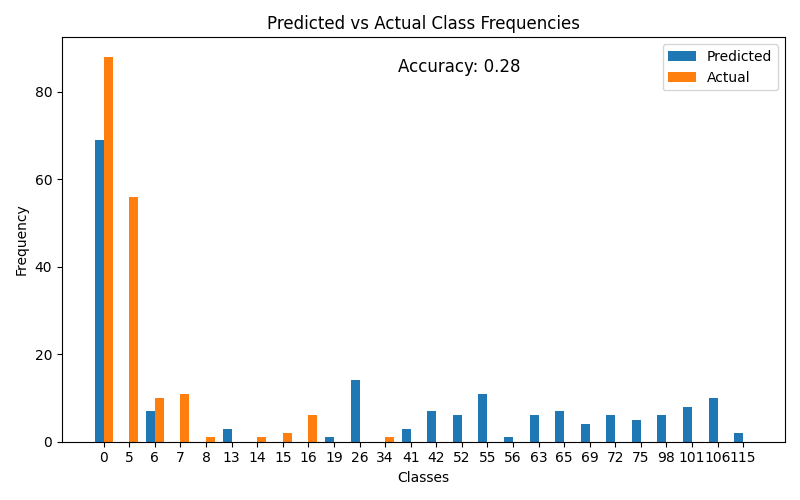 Predicted vs Actual Class Frequencies
Accuracy: 0.28
Predicted
Actual
Frequency
80
60
40
20
0
0 5 6 7 8 13 14 15 16 19 26 34 41 42 52 55 56 63 65 69 72 75 98 101 106 115
Classes